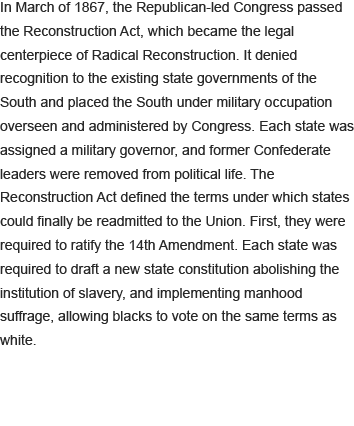 In March of 1867, the Republican-led Congress passed
the Reconstruction Act, which became the legal
centerpiece of Radical Reconstruction. It denied
recognition to the existing state governments of the
South and placed the South under military occupation
overseen and administered by Congress. Each state was
assigned a military governor, and former Confederate
leaders were removed from political life. The
Reconstruction Act defined the terms under which states
could finally be readmitted to the Union. First, they were
required to ratify the 14th Amendment. Each state was
required to draft a new state constitution abolishing the
institution of slavery, and implementing manhood
suffrage, allowing blacks to vote on the same terms as
white.